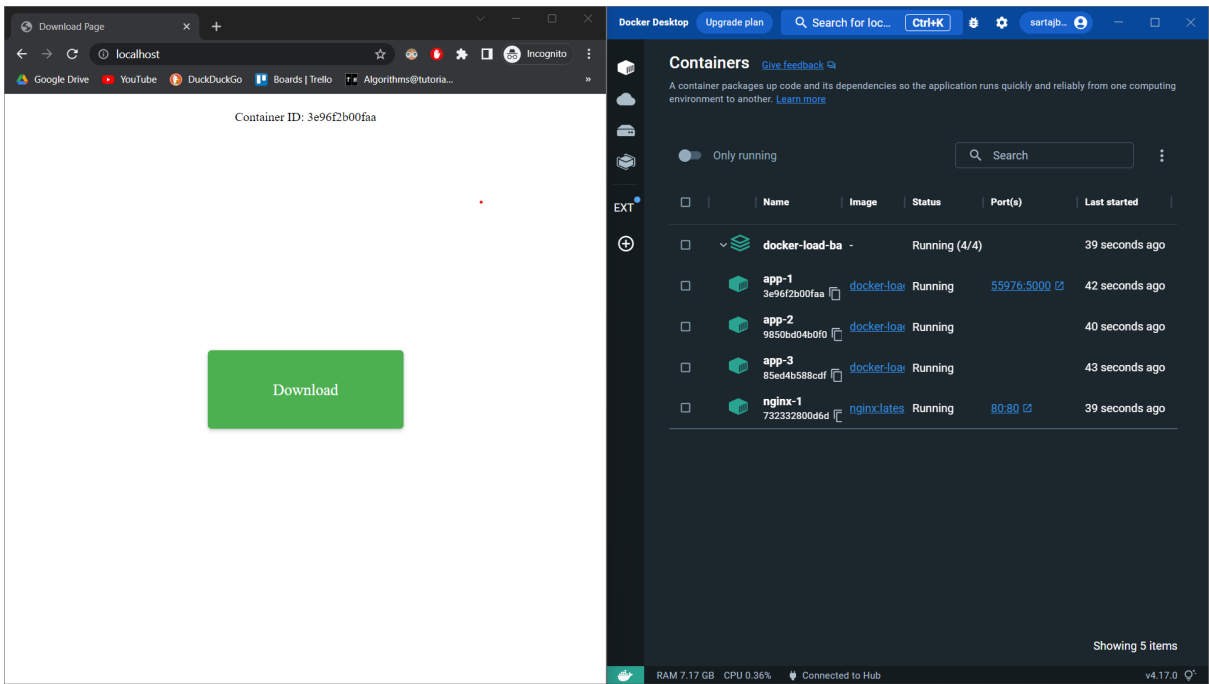 Download Page
localhost
Incognito
Google Drive
YouTube
DuckDuckGo
Boards | Trello
Algorithms@tutoria...
»
Container ID: 3e96f2b00faa
Download
Docker Desktop
Upgrade plan
Search for loc...
Ctrl+K
sartajb...
Containers
Give feedback
A container packages up code and its dependencies so the application runs quickly and reliably from one computing
environment to another. Learn more
Only running
Search
EXT
Name Image Status Port(s) Last started
docker-load-ba - Running (4/4) 39 seconds ago
app-1
3e96f2b00faa docker-load Running 55976:5000 42 seconds ago
app-2
9850bd04b0f0 docker-load Running 40 seconds ago
app-3
85ed4b588cdf docker-load Running 43 seconds ago
nginx-1
732332800d6d nginx:lates Running 80:80 39 seconds ago
Showing 5 items
RAM 7.17 GB CPU 0.36% Connected to Hub v4.17.0